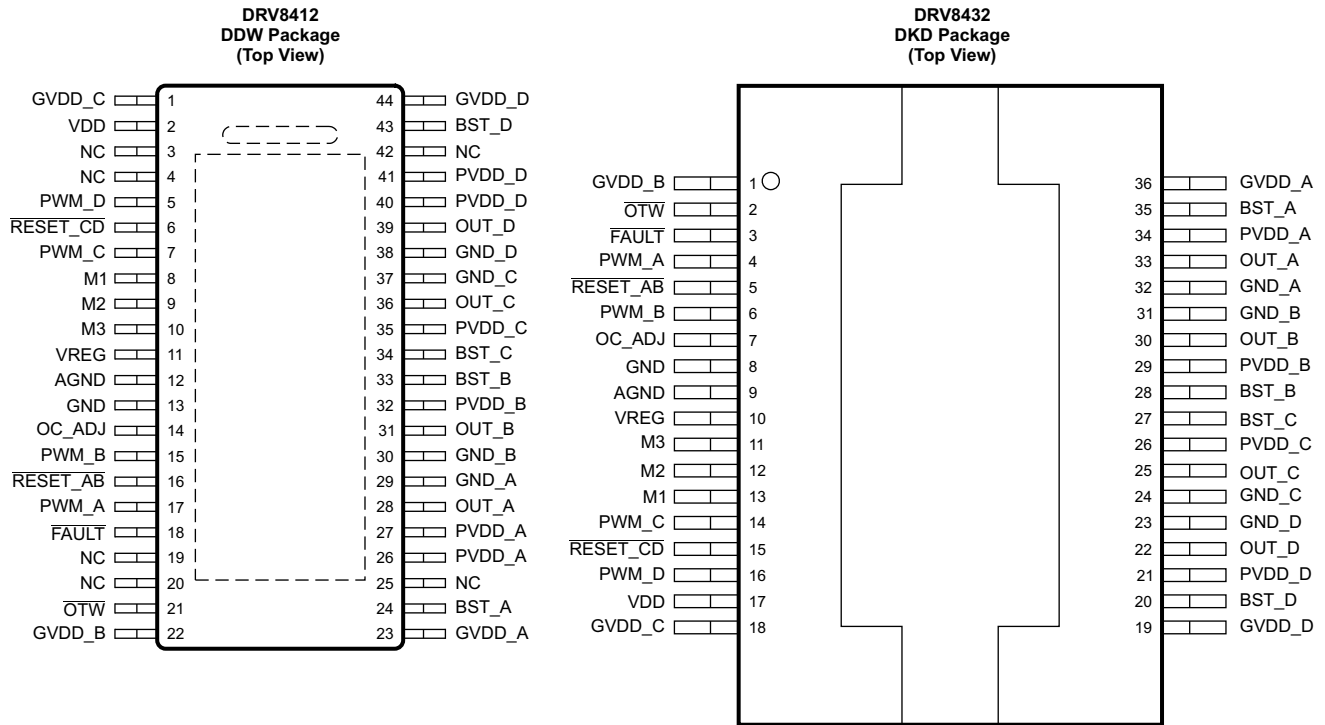 DRV8412
DDW Package
(Top View)
GVDD_C 1
VDD 2
NC 3
NC 4
PWM_D 5
RESET_CD 6
PWM_C 7
M1 8
M2 9
M3 10
VREG 11
AGND 12
GND 13
OC_ADJ 14
PWM_B 15
RESET_AB 16
PWM_A 17
FAULT 18
NC 19
NC 20
OTW 21
GVDD_B 22
44 GVDD_D
43 BST_D
42 NC
41 PVDD_D
40 PVDD_D
39 OUT_D
38 GND_D
37 GND_C
36 OUT_C
35 PVDD_C
34 BST_C
33 BST_B
32 PVDD_B
31 OUT_B
30 GND_B
29 GND_A
28 OUT_A
27 PVDD_A
26 PVDD_A
25 NC
24 BST_A
23 GVDD_A
DRV8432
DKD Package
(Top View)
GVDD_B 1
OTW 2
FAULT 3
PWM_A 4
RESET_AB 5
PWM_B 6
OC_ADJ 7
GND 8
AGND 9
VREG 10
M3 11
M2 12
M1 13
PWM_C 14
RESET_CD 15
PWM_D 16
VDD 17
GVDD_C 18
36 GVDD_A
35 BST_A
34 PVDD_A
33 OUT_A
32 GND_A
31 GND_B
30 OUT_B
29 PVDD_B
28 BST_B
27 BST_C
26 PVDD_C
25 OUT_C
24 GND_C
23 GND_D
22 OUT_D
21 PVDD_D
20 BST_D
19 GVDD_D